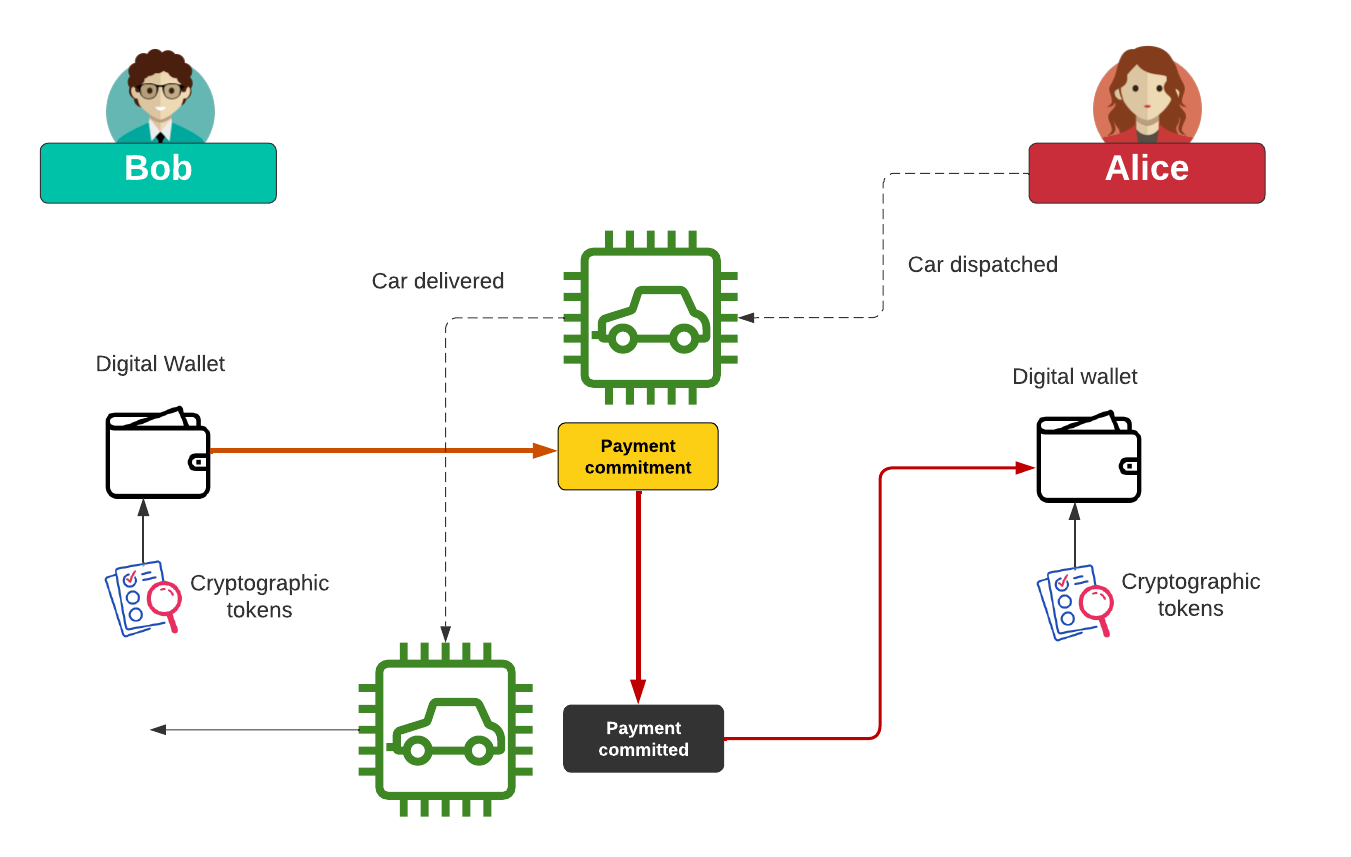 Bob
Alice
Car delivered
Car dispatched
Digital Wallet
Digital wallet
Payment
commitment
Cryptographic
tokens
Cryptographic
tokens
Payment
committed